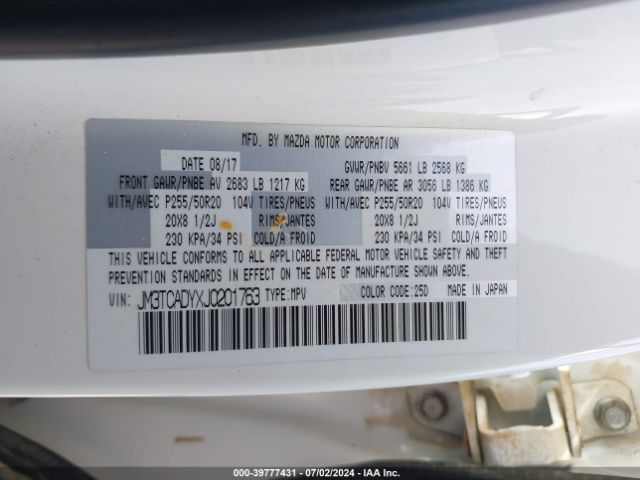 MFD. BY MAZDA MOTOR CORPORATION
DATE 08/17 GVWR/PNBV 5661 LB 2568 KG
FRONT GAWR/PNBE AV 2683 LB 1217 KG REAR GAWR/PNBE AR 3056 LB 1386 KG
WITH/AVEC P255/50R20 104V TIRES/PNEUS WITH/AVEC P255/50R20 104V TIRES/PNEUS
20X8 1/2J RIMS/JANTES 20X8 1/2J RIMS/JANTES
230 KPA/34 PSI COLD/A FROID 230 KPA/34 PSI COLD/A FROID
THIS VEHICLE CONFORMS TO ALL APPLICABLE FEDERAL MOTOR VEHICLE SAFETY AND THEFT
PREVENTION STANDARDS IN EFFECT ON THE DATE OF MANUFACTURE SHOWN ABOVE.
VIN: JM3TCADYXJ0201763 TYPE:MPV COLOR CODE:25D MADE IN JAPAN
000-39777431 - 07/02/2024 - IAA Inc.